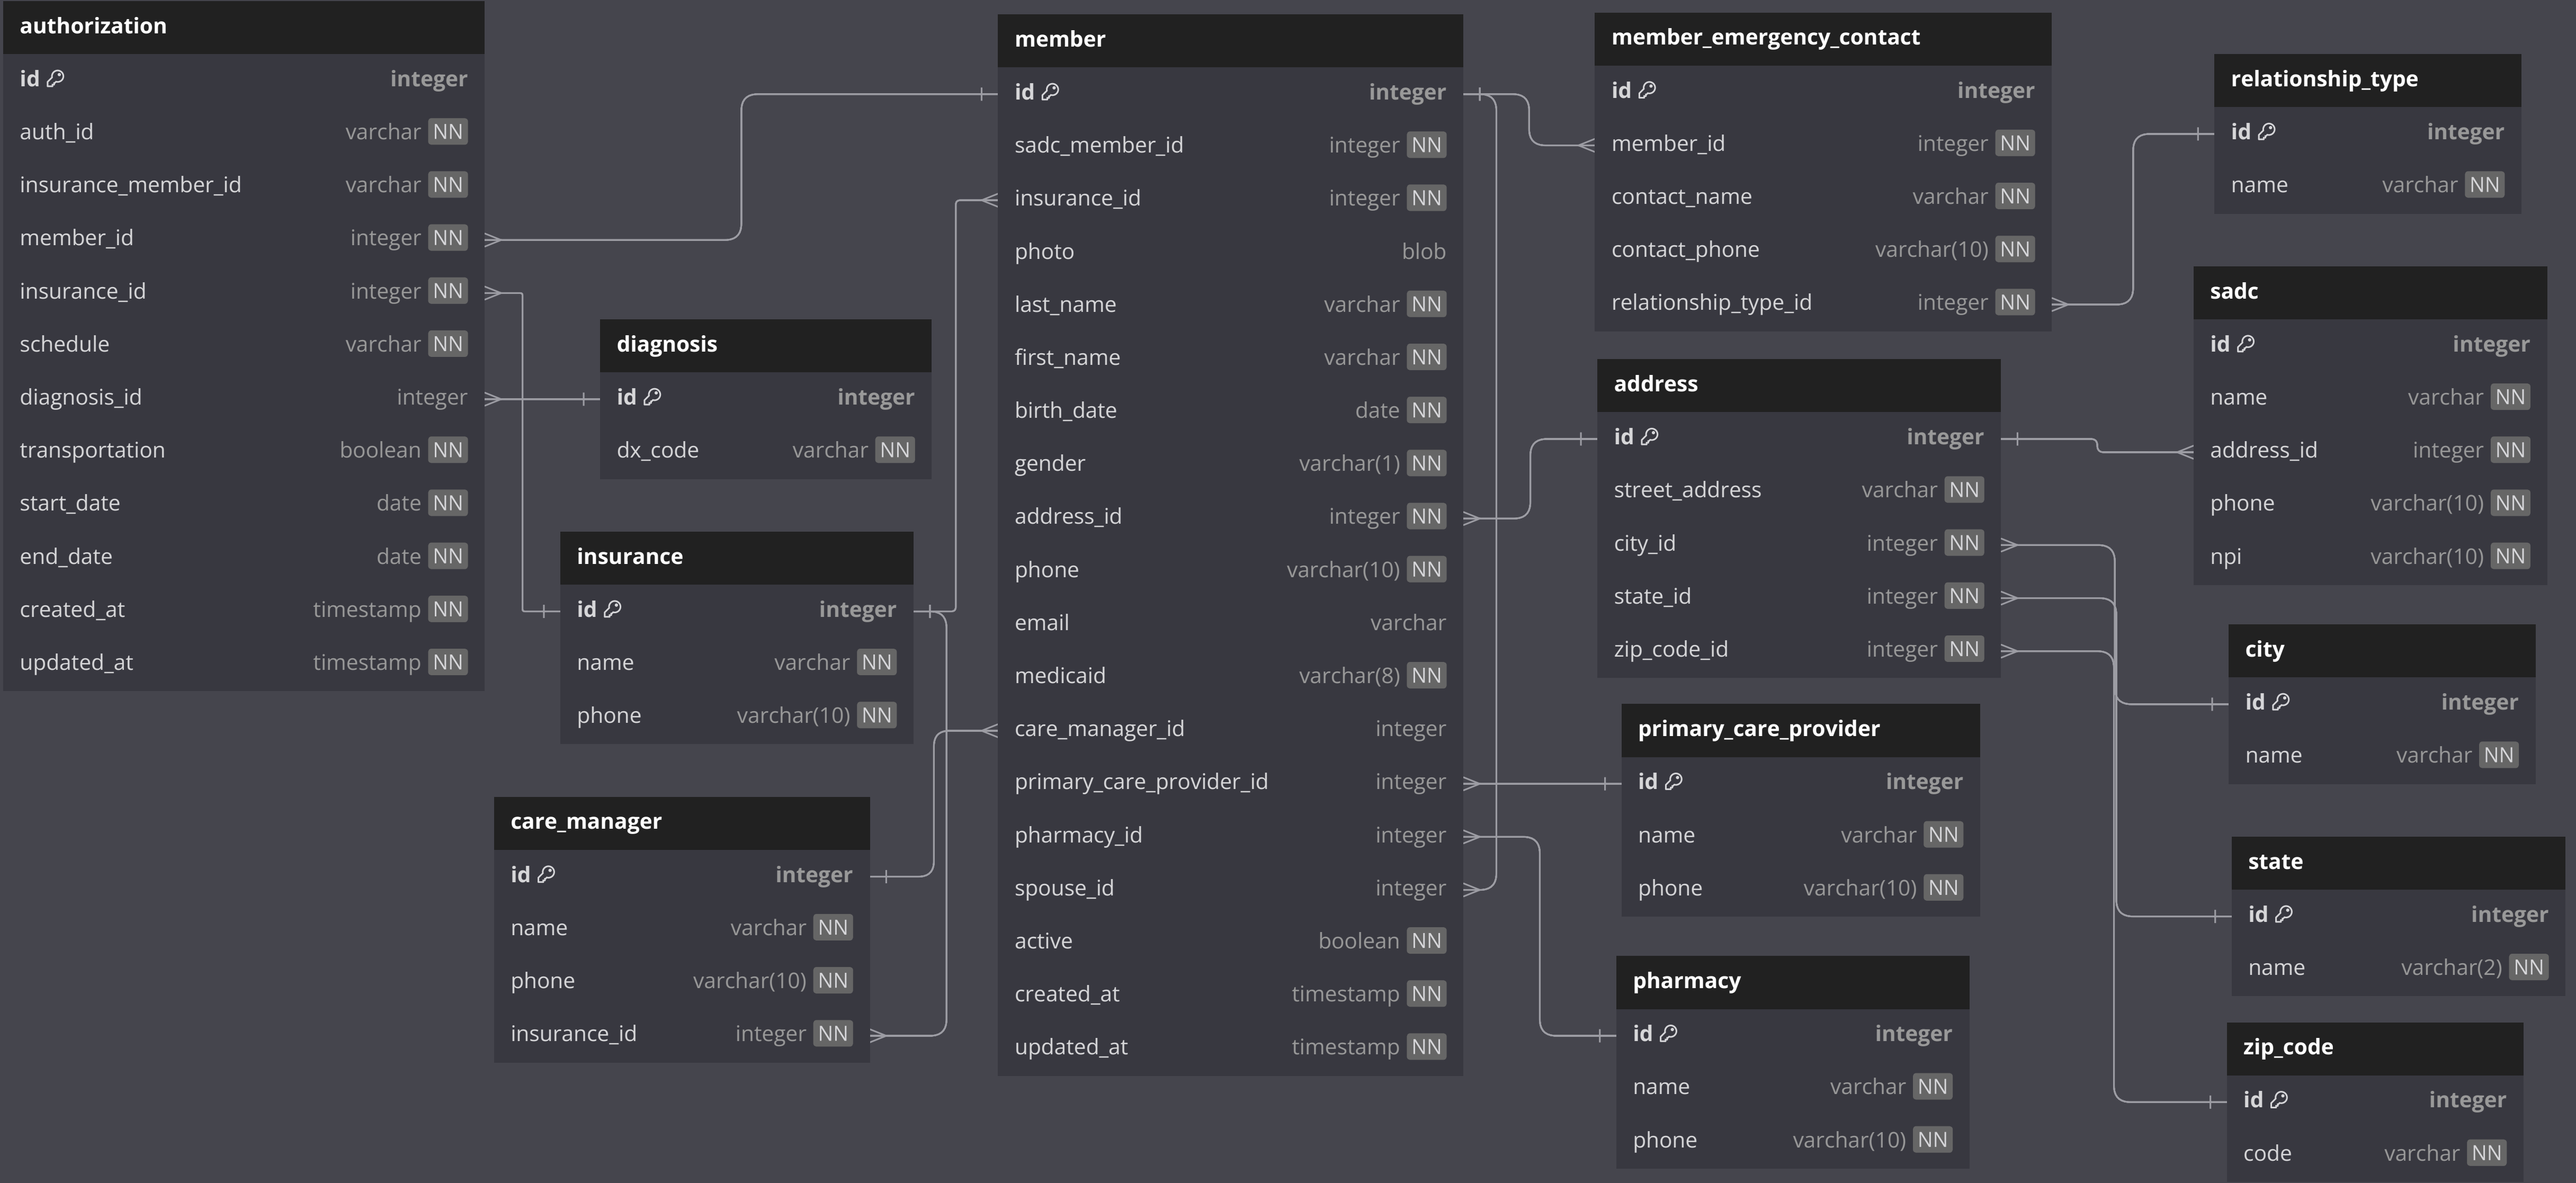 authorization
id integer
auth_id varchar NN
insurance_member_id varchar NN
member_id integer NN
insurance_id integer NN
schedule varchar NN
diagnosis_id integer
transportation boolean NN
start_date date NN
end_date date NN
created_at timestamp NN
updated_at timestamp NN
diagnosis
id integer
dx_code varchar NN
insurance
id integer
name varchar NN
phone varchar(10) NN
care_manager
id integer
name varchar NN
phone varchar(10) NN
insurance_id integer NN
member
id integer
sadc_member_id integer NN
insurance_id integer NN
photo blob
last_name varchar NN
first_name varchar NN
birth_date date NN
gender varchar(1) NN
address_id integer NN
phone varchar(10) NN
email varchar
medicaid varchar(8) NN
care_manager_id integer
primary_care_provider_id integer
pharmacy_id integer
spouse_id integer
active boolean NN
created_at timestamp NN
updated_at timestamp NN
member_emergency_contact
id integer
member_id integer NN
contact_name varchar NN
contact_phone varchar(10) NN
relationship_type_id integer NN
address
id integer
street_address varchar NN
city_id integer NN
state_id integer NN
zip_code_id integer NN
primary_care_provider
id integer
name varchar NN
phone varchar(10) NN
pharmacy
id integer
name varchar NN
phone varchar(10) NN
relationship_type
id integer
name varchar NN
sadc
id integer
name varchar NN
address_id integer NN
phone varchar(10) NN
npi varchar(10) NN
city
id integer
name varchar NN
state
id integer
name varchar(2) NN
zip_code
id integer
code varchar NN